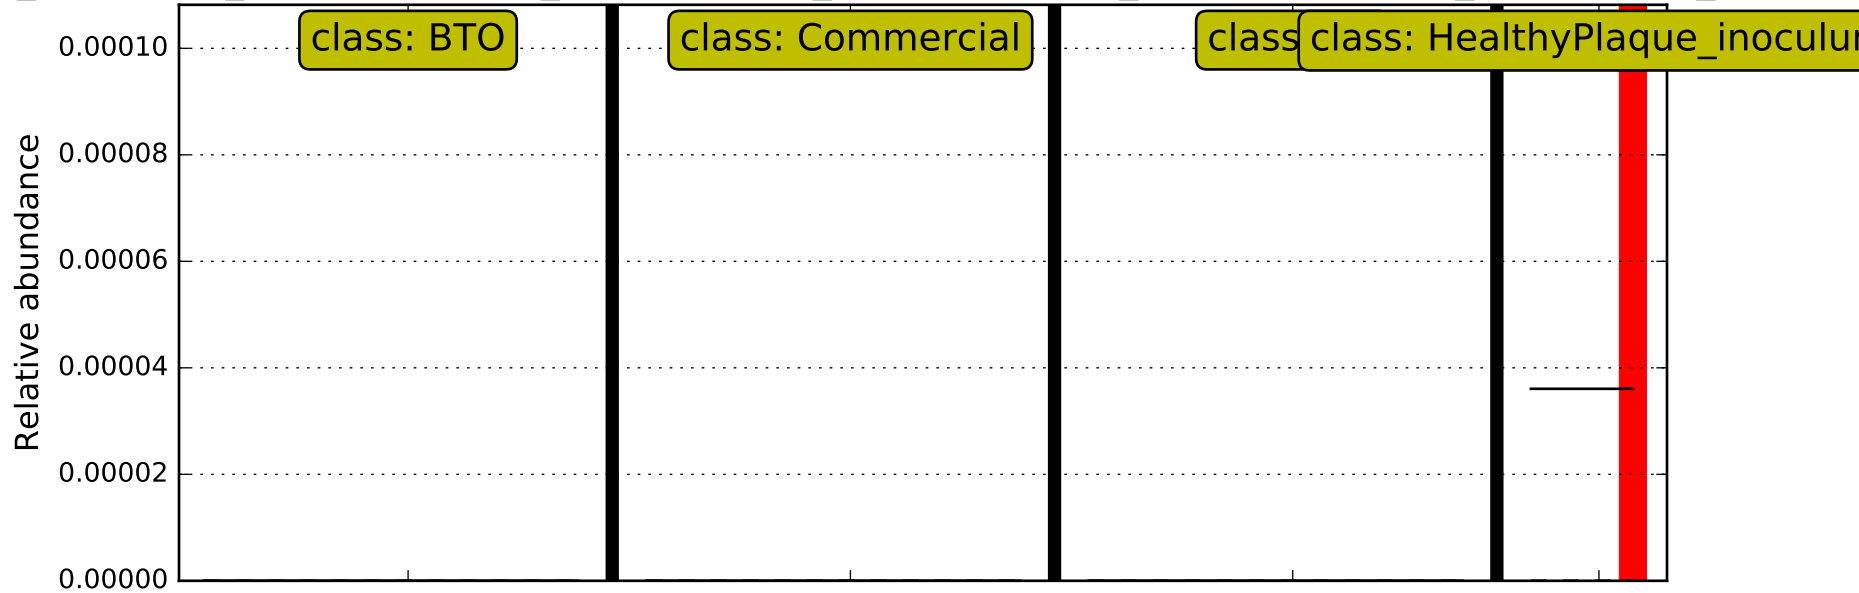 class: BTO
class: Commercial
class
class: HealthyPlaque_inoculu
0.00010
0.00008
0.00006
0.00004
0.00002
0.00000
Relative abundance